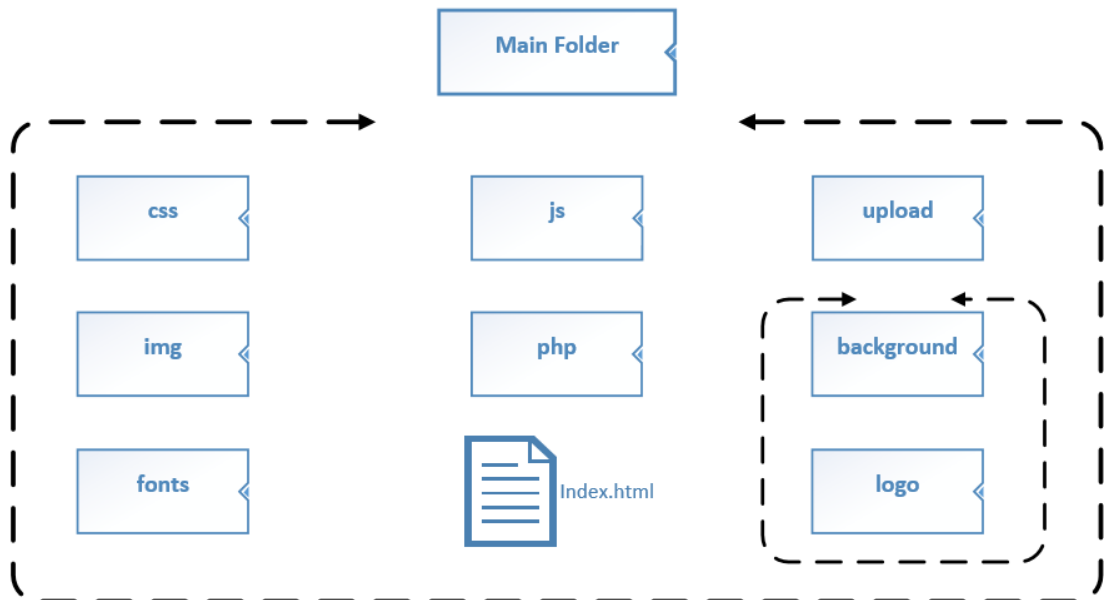 Main Folder
css
js
upload
img
php
background
fonts
Index.html
logo